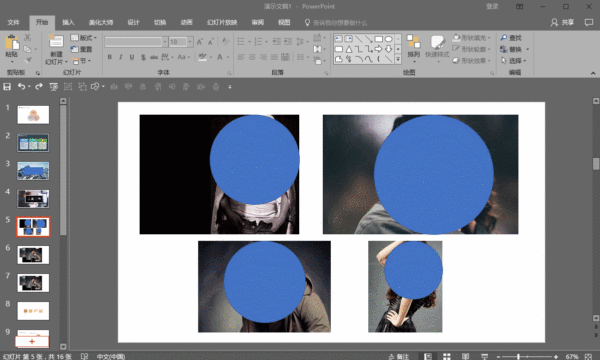 演示文稿1 - PowerPoint
登录
文件 开始 插入 美化大师 设计 切换 动画 幻灯片放映 审阅 视图 告诉我你想要做什么 共享
粘贴
新建
幻灯片
版式
重置
节
18
排列 快速样式
形状填充
形状轮廓
形状效果
查找
替换
选择
剪贴板 幻灯片 字体 段落 绘图 编辑
1
2
3
4
5
6
7
8
9
幻灯片 第 5 张，共 16 张 中文(中国) 备注 67%